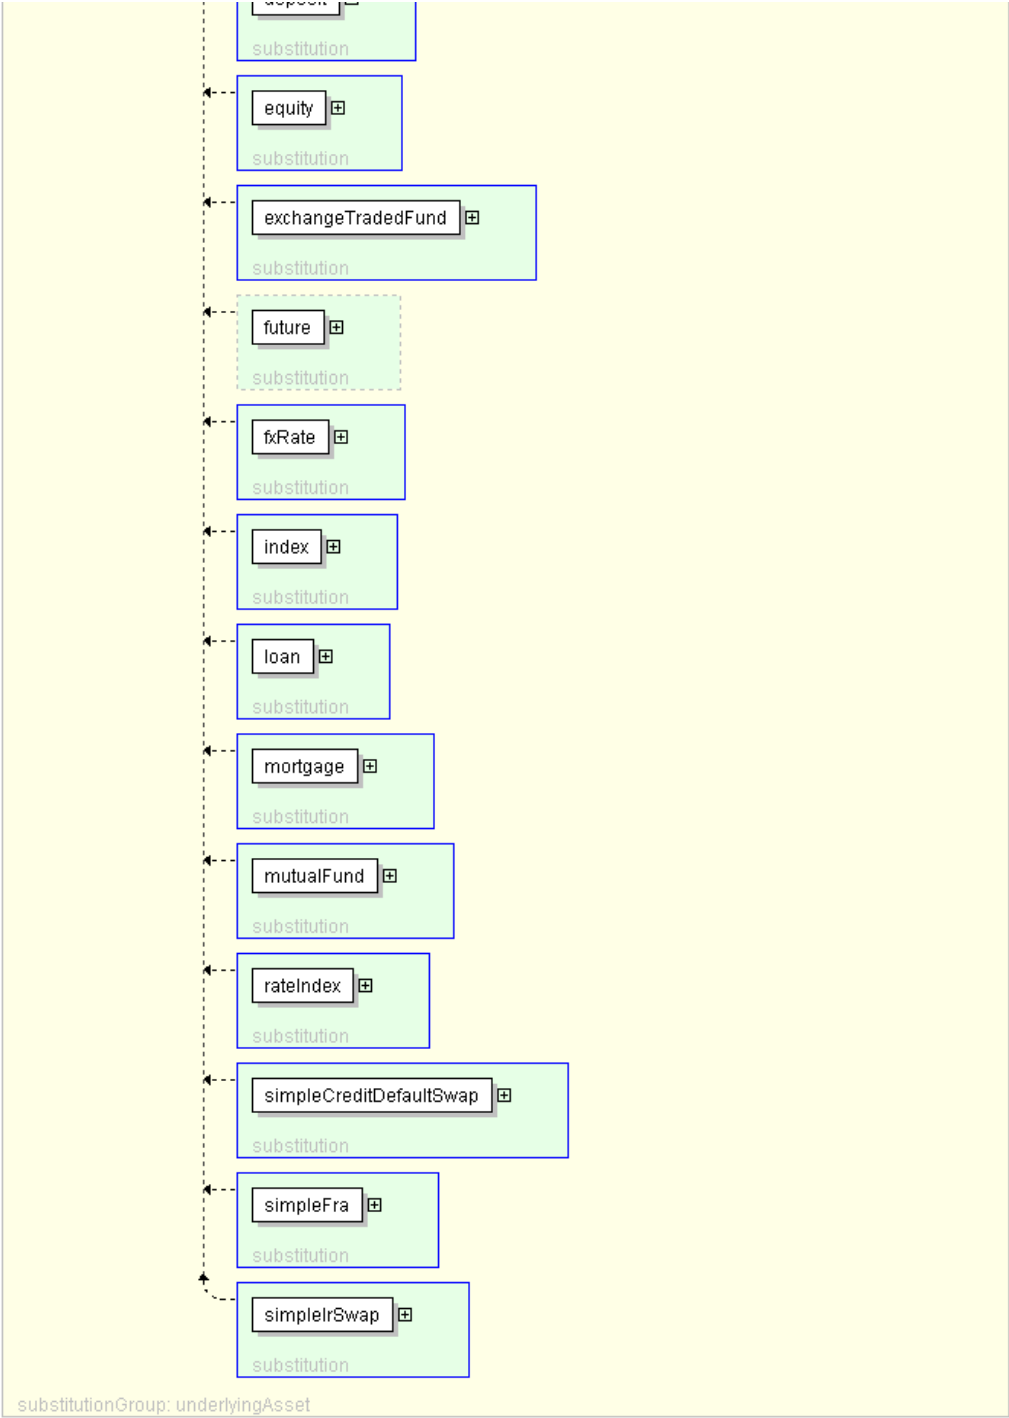 deposit
substitution
equity
substitution
exchangeTradedFund
substitution
future
substitution
fxRate
substitution
index
substitution
loan
substitution
mortgage
substitution
mutualFund
substitution
rateIndex
substitution
simpleCreditDefaultSwap
substitution
simpleFra
substitution
simpleIrSwap
substitution
substitutionGroup: underlyingAsset